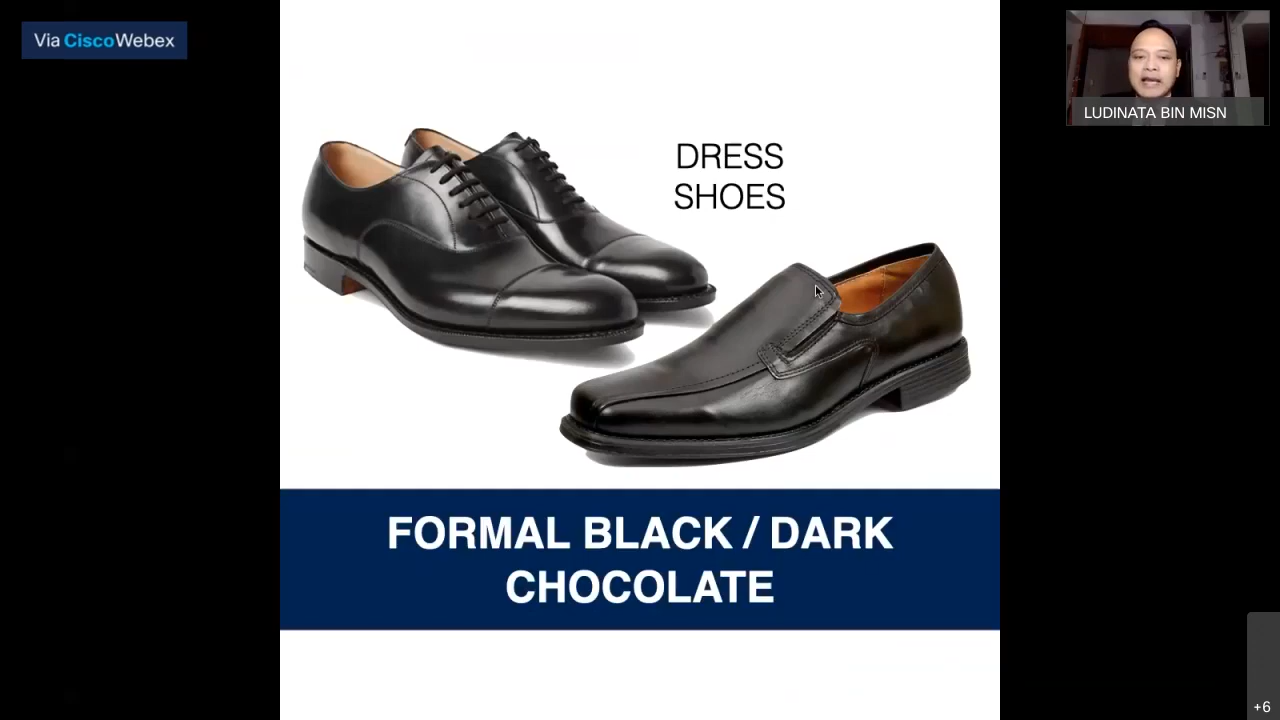 Via CiscoWebex
LUDINATA BIN MISN
DRESS
SHOES
FORMAL BLACK / DARK
CHOCOLATE
+6